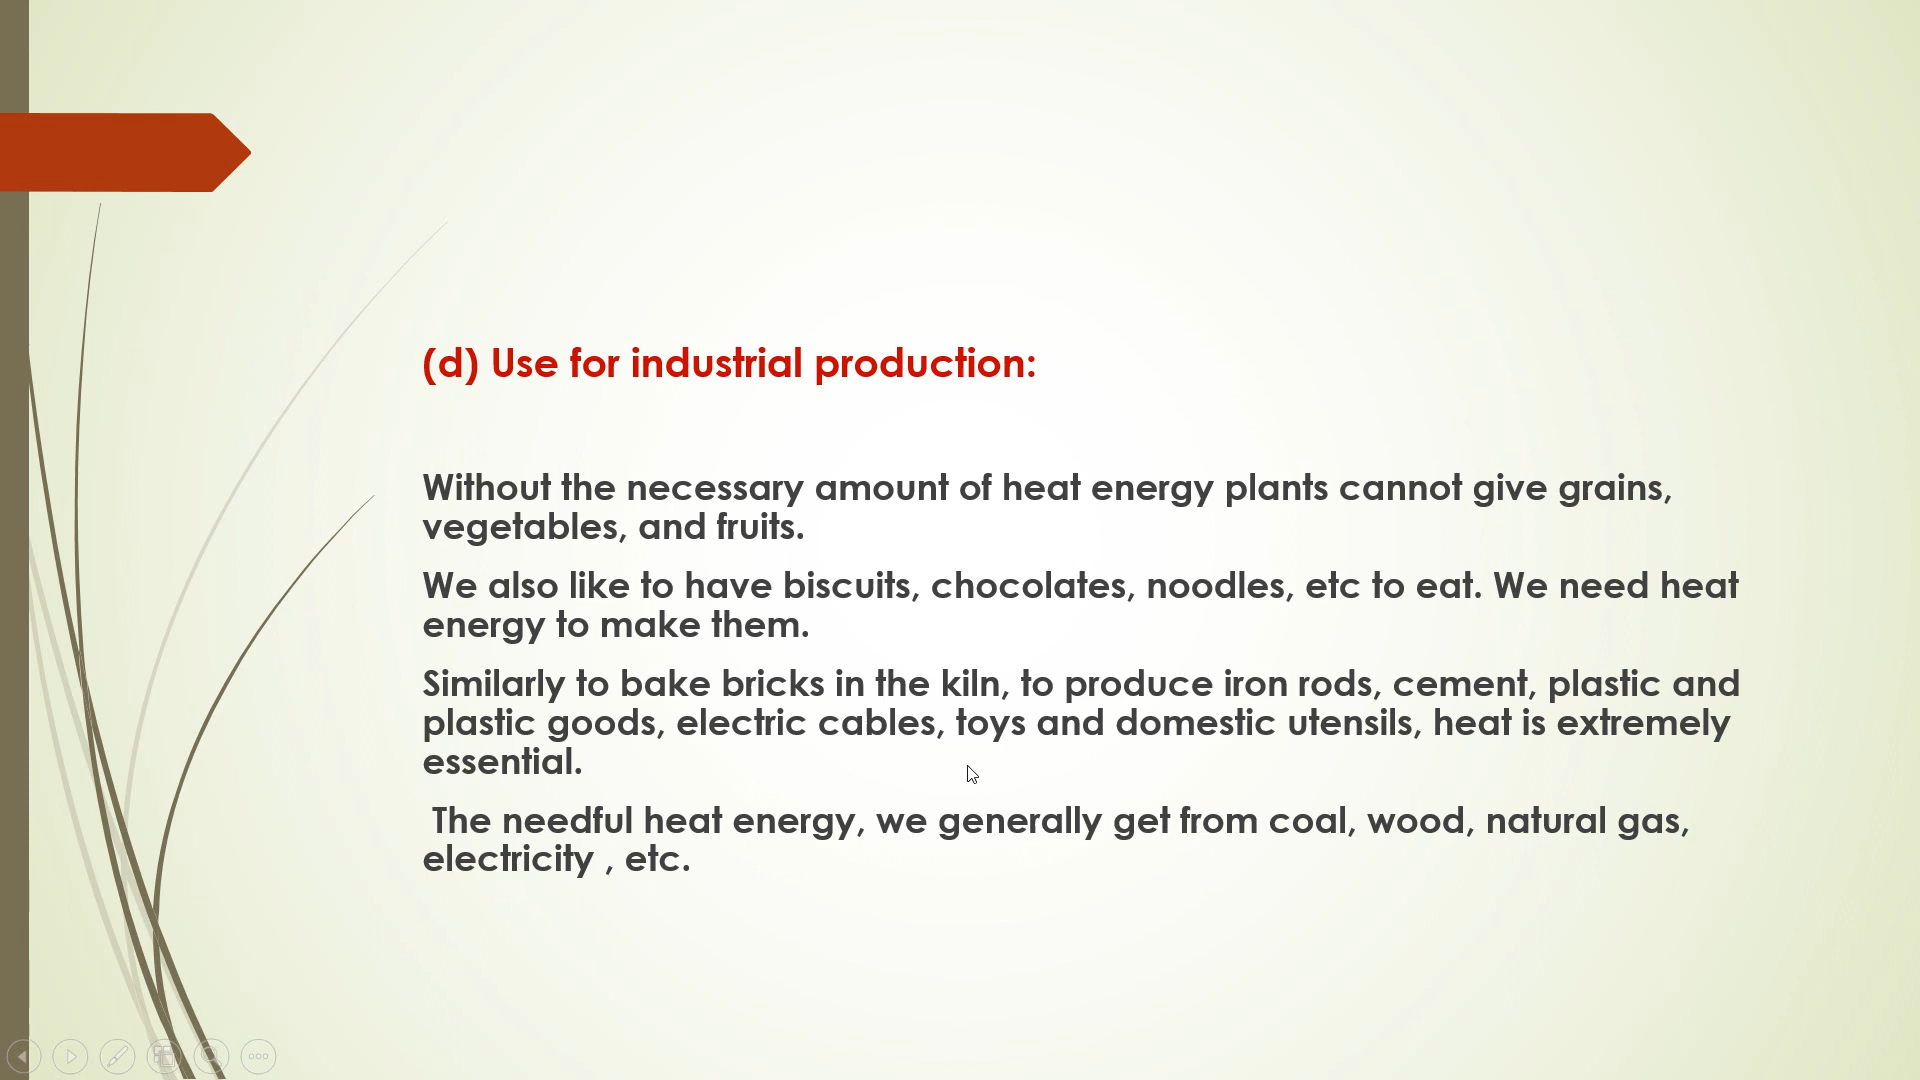 (d) Use for industrial production:
Without the necessary amount of heat energy plants cannot give grains,
vegetables, and fruits.
We also like to have biscuits, chocolates, noodles, etc to eat. We need heat
energy to make them.
Similarly to bake bricks in the kiln, to produce iron rods, cement, plastic and
plastic goods, electric cables, toys and domestic utensils, heat is extremely
essential.
The needful heat energy, we generally get from coal, wood, natural gas,
electricity , etc.